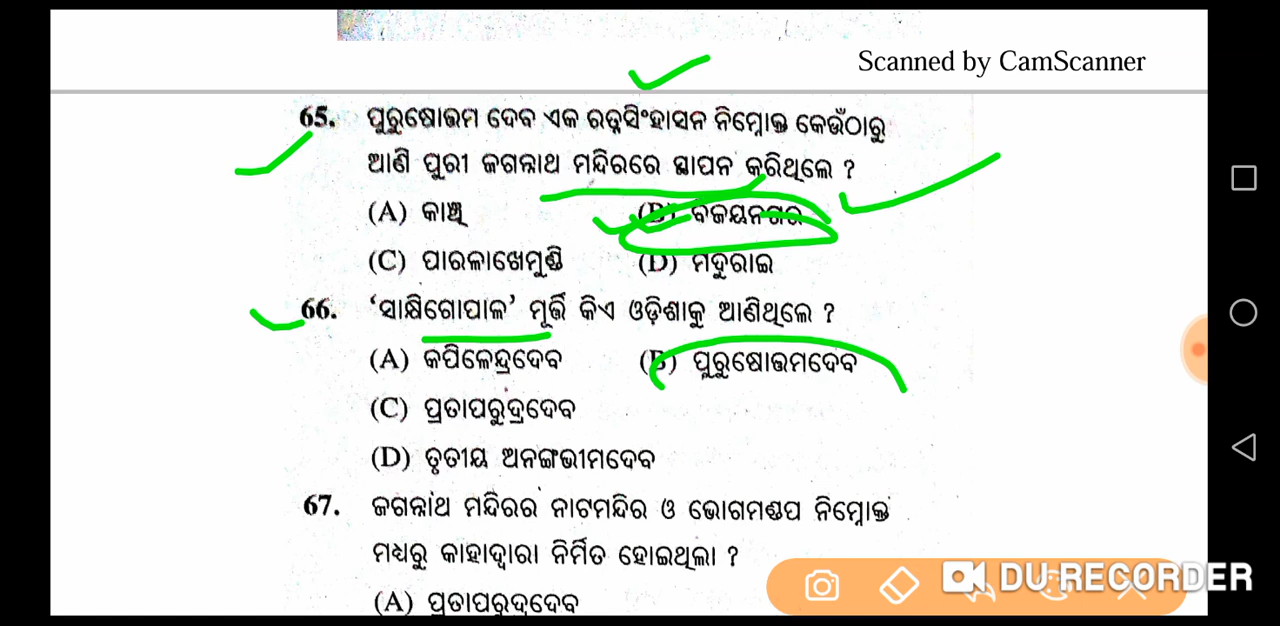 Scanned by CamScanner
65. ପୁରୁଷୋତ୍ତମ ଦେବ ଏକ ରତ୍ନସିଂହାସନ ନିମ୍ନୋକ୍ତ କେଉଁଠାରୁ
ଆଣି ପୁରୀ ଜଗନ୍ନାଥ ମନ୍ଦିରରେ ସ୍ଥାପନ କରିଥିଲେ ?
(A) କାଞ୍ଚି (B) ବିଜୟନଗର
(C) ପାରଳାଖେମୁଣ୍ଡି (D) ମଦୁରାଇ
66. ‘ସାକ୍ଷିଗୋପାଳ’ ମୂର୍ତ୍ତି କିଏ ଓଡ଼ିଶାକୁ ଆଣିଥିଲେ ?
(A) କପିଳେନ୍ଦ୍ରଦେବ (B) ପୁରୁଷୋତ୍ତମଦେବ
(C) ପ୍ରତାପରୁଦ୍ରଦେବ
(D) ତୃତୀୟ ଅନଙ୍ଗଭୀମଦେବ
67. ଜଗନ୍ନାଥ ମନ୍ଦିରର ନାଟମନ୍ଦିର ଓ ଭୋଗମଣ୍ଡପ ନିମ୍ନୋକ୍ତ
ମଧ୍ୟରୁ କାହାଦ୍ୱାରା ନିର୍ମିତ ହୋଇଥିଲା ?
(A) ପ୍ରତାପରୁଦ୍ରଦେବ
DU RECORDER